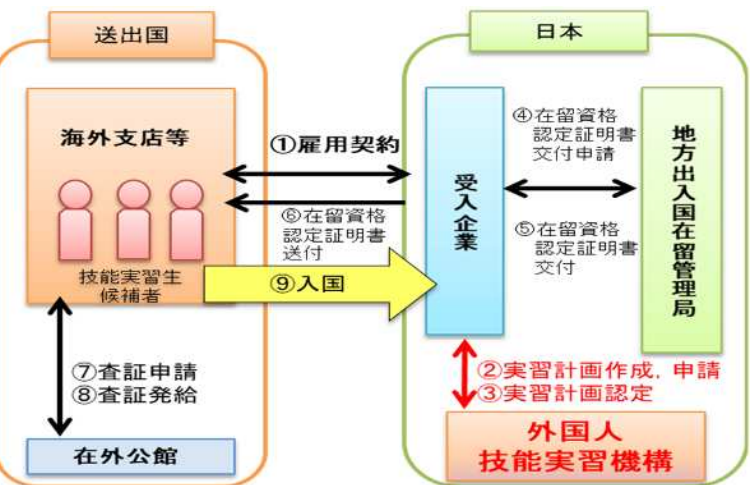 送出国
日本
海外支店等
技能実習生
候補者
①雇用契約
⑥在留資格
認定証明書
送付
⑨入国
⑦査証申請
⑧査証発給
在外公館
受入企業
④在留資格
認定証明書
交付申請
⑤在留資格
認定証明書
交付
地方出入国在留管理局
②実習計画作成, 申請
③実習計画認定
外国人
技能実習機構